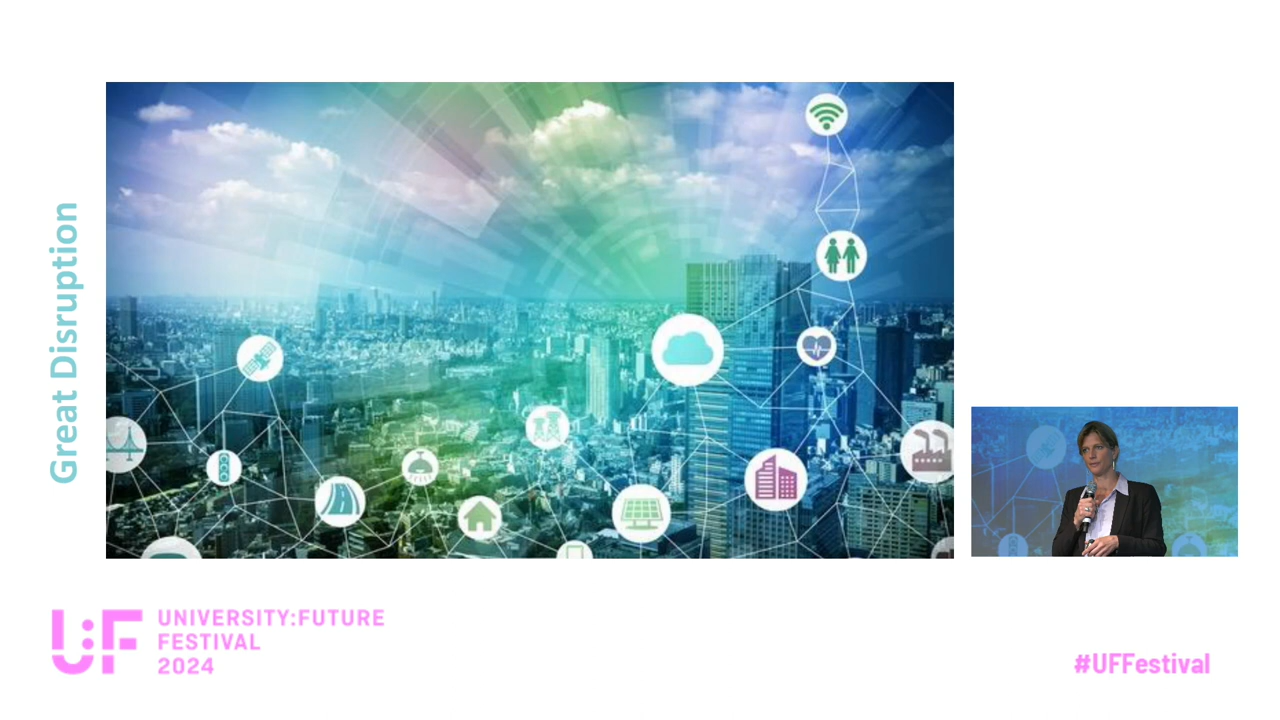 Great Disruption
U:F
UNIVERSITY:FUTURE
FESTIVAL
2024
#UFFestival